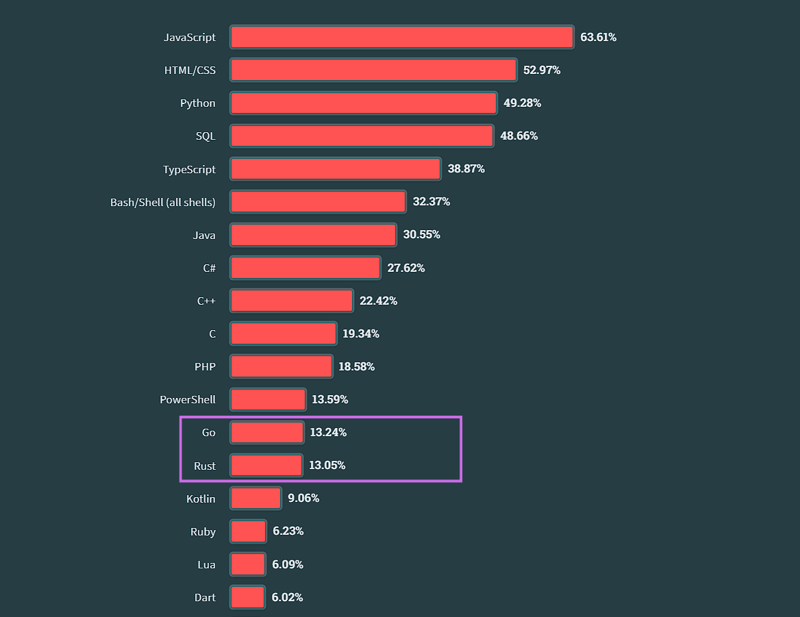 JavaScript 63.61%
HTML/CSS 52.97%
Python 49.28%
SQL 48.66%
TypeScript 38.87%
Bash/Shell (all shells) 32.37%
Java 30.55%
C# 27.62%
C++ 22.42%
C 19.34%
PHP 18.58%
PowerShell 13.59%
Go 13.24%
Rust 13.05%
Kotlin 9.06%
Ruby 6.23%
Lua 6.09%
Dart 6.02%